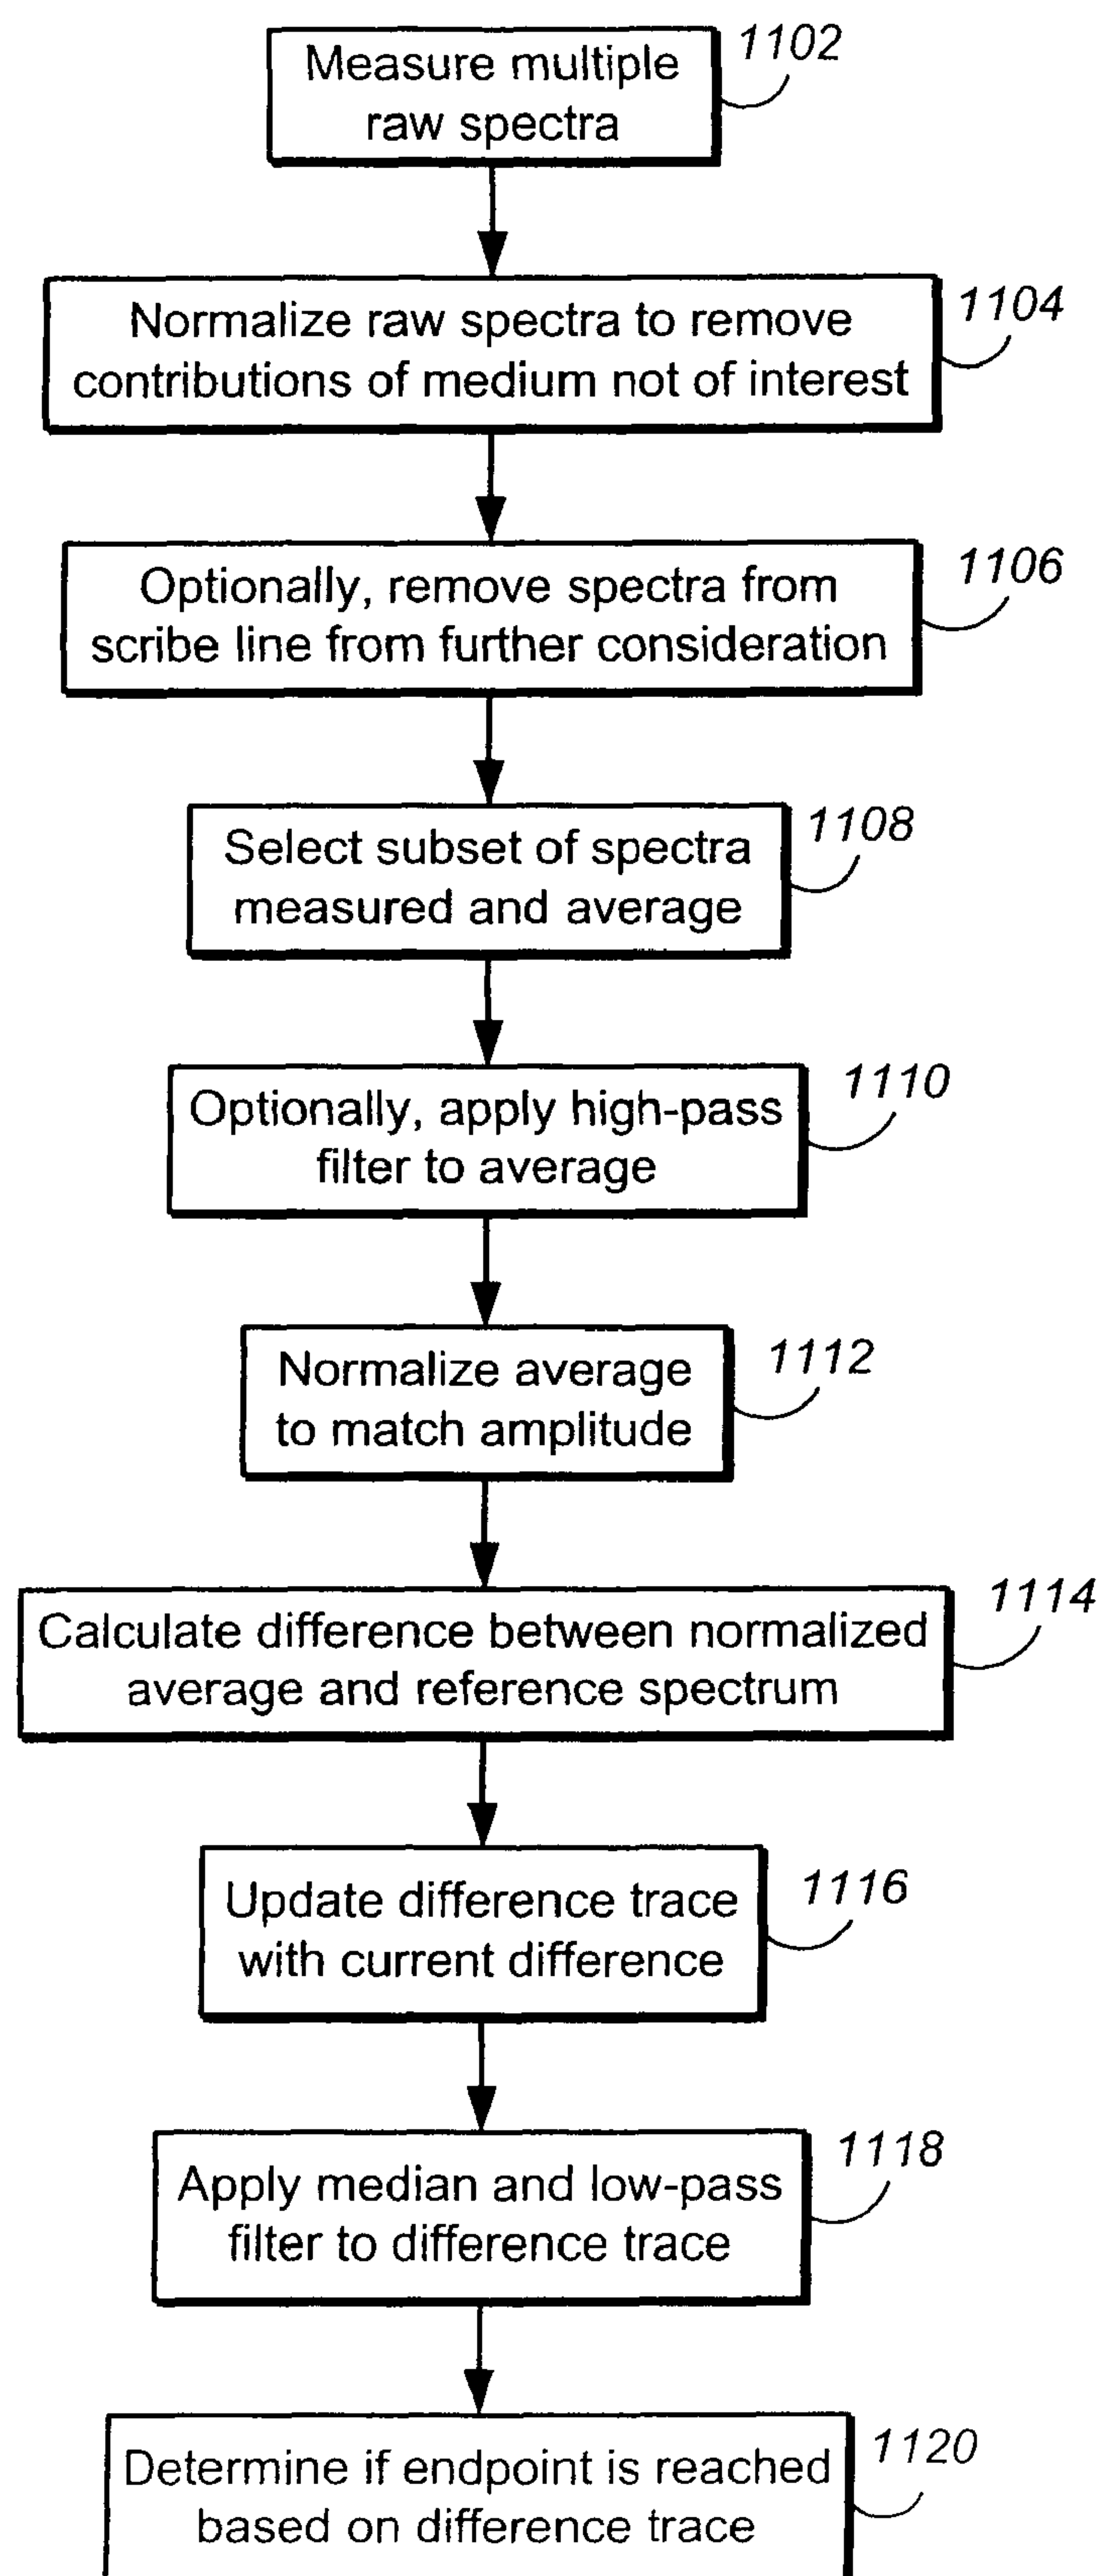 Measure multiple
raw spectra
1102
Normalize raw spectra to remove
contributions of medium not of interest
1104
Optionally, remove spectra from
scribe line from further consideration
1106
Select subset of spectra
measured and average
1108
Optionally, apply high-pass
filter to average
1110
Normalize average
to match amplitude
1112
Calculate difference between normalized
average and reference spectrum
1114
Update difference trace
with current difference
1116
Apply median and low-pass
filter to difference trace
1118
Determine if endpoint is reached
based on difference trace
1120